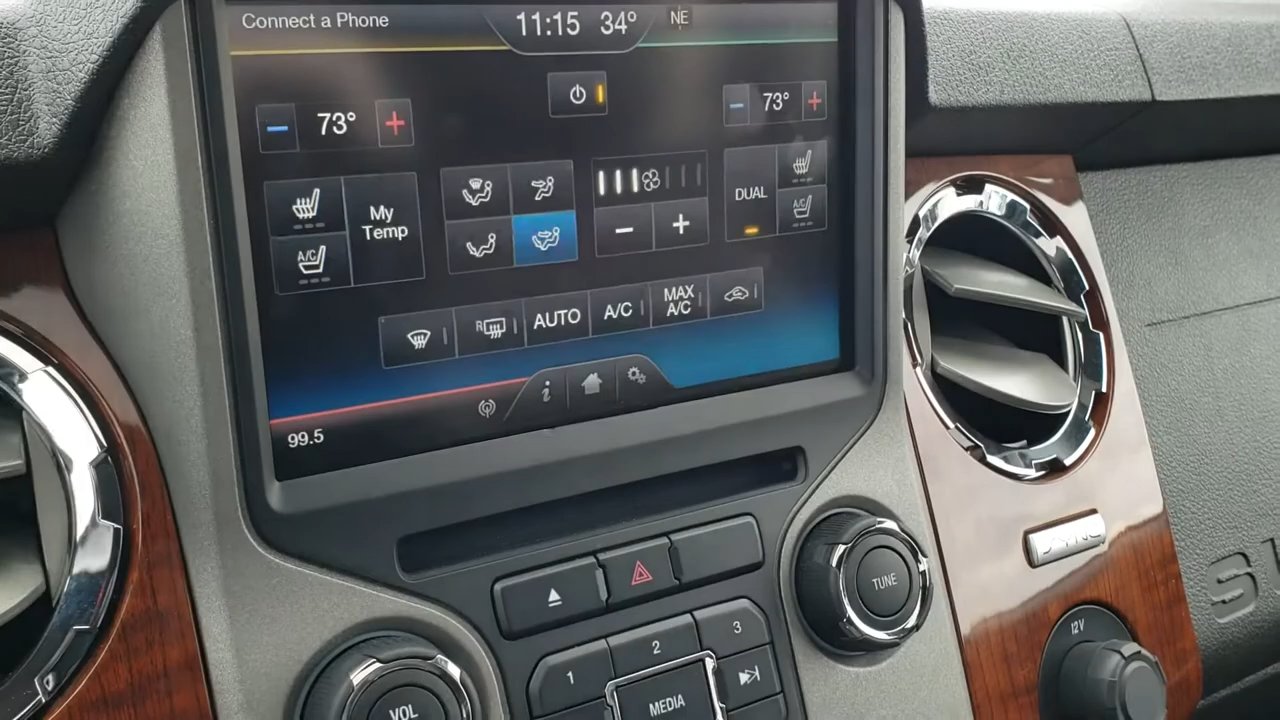 Connect a Phone
11:15 34° NE
73°
73°
My
Temp
A/C
DUAL
A/C
R
AUTO
A/C
MAX
A/C
i
99.5
TUNE
SYNC
12V
1
2
3
VOL
MEDIA